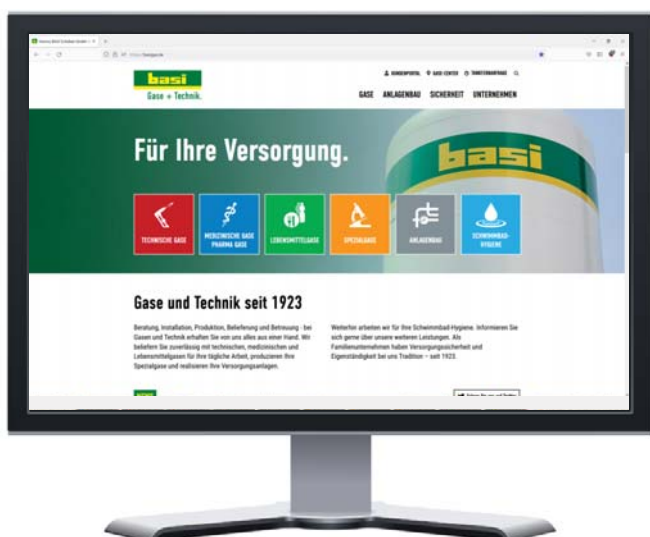 basi
Gase + Technik.
KUNDENPORTAL GASE-CENTER
GASE ANLAGENBAU SICHERHEIT UNTERNEHMEN
Für Ihre Versorgung.
basi
TECHNISCHE GASE
MEDIZINISCHE GASE
PHARMA GASE
LEBENSMITTELGASE
SPEZIALGASE
ANLAGENBAU
SCHWIMMBAD-
HYGIENE
Gase und Technik seit 1923
Beratung, Installation, Produktion, Belieferung und Betreuung - bei
Gasen und Technik erhalten Sie von uns alles aus einer Hand. Wir
beliefern Sie zuverlässig mit technischen, medizinischen und
Lebensmittelgasen für Ihre tägliche Arbeit, produzieren Ihre
Spezialgase und realisieren Ihre Versorgungsanlagen.
Weiterhin arbeiten wir für Ihre Schwimmbad-Hygiene. Informieren Sie
sich gern über unsere weiteren Leistungen. Als
Familienunternehmen haben Versorgungssicherheit und
Eigenständigkeit bei uns Tradition – seit 1923.